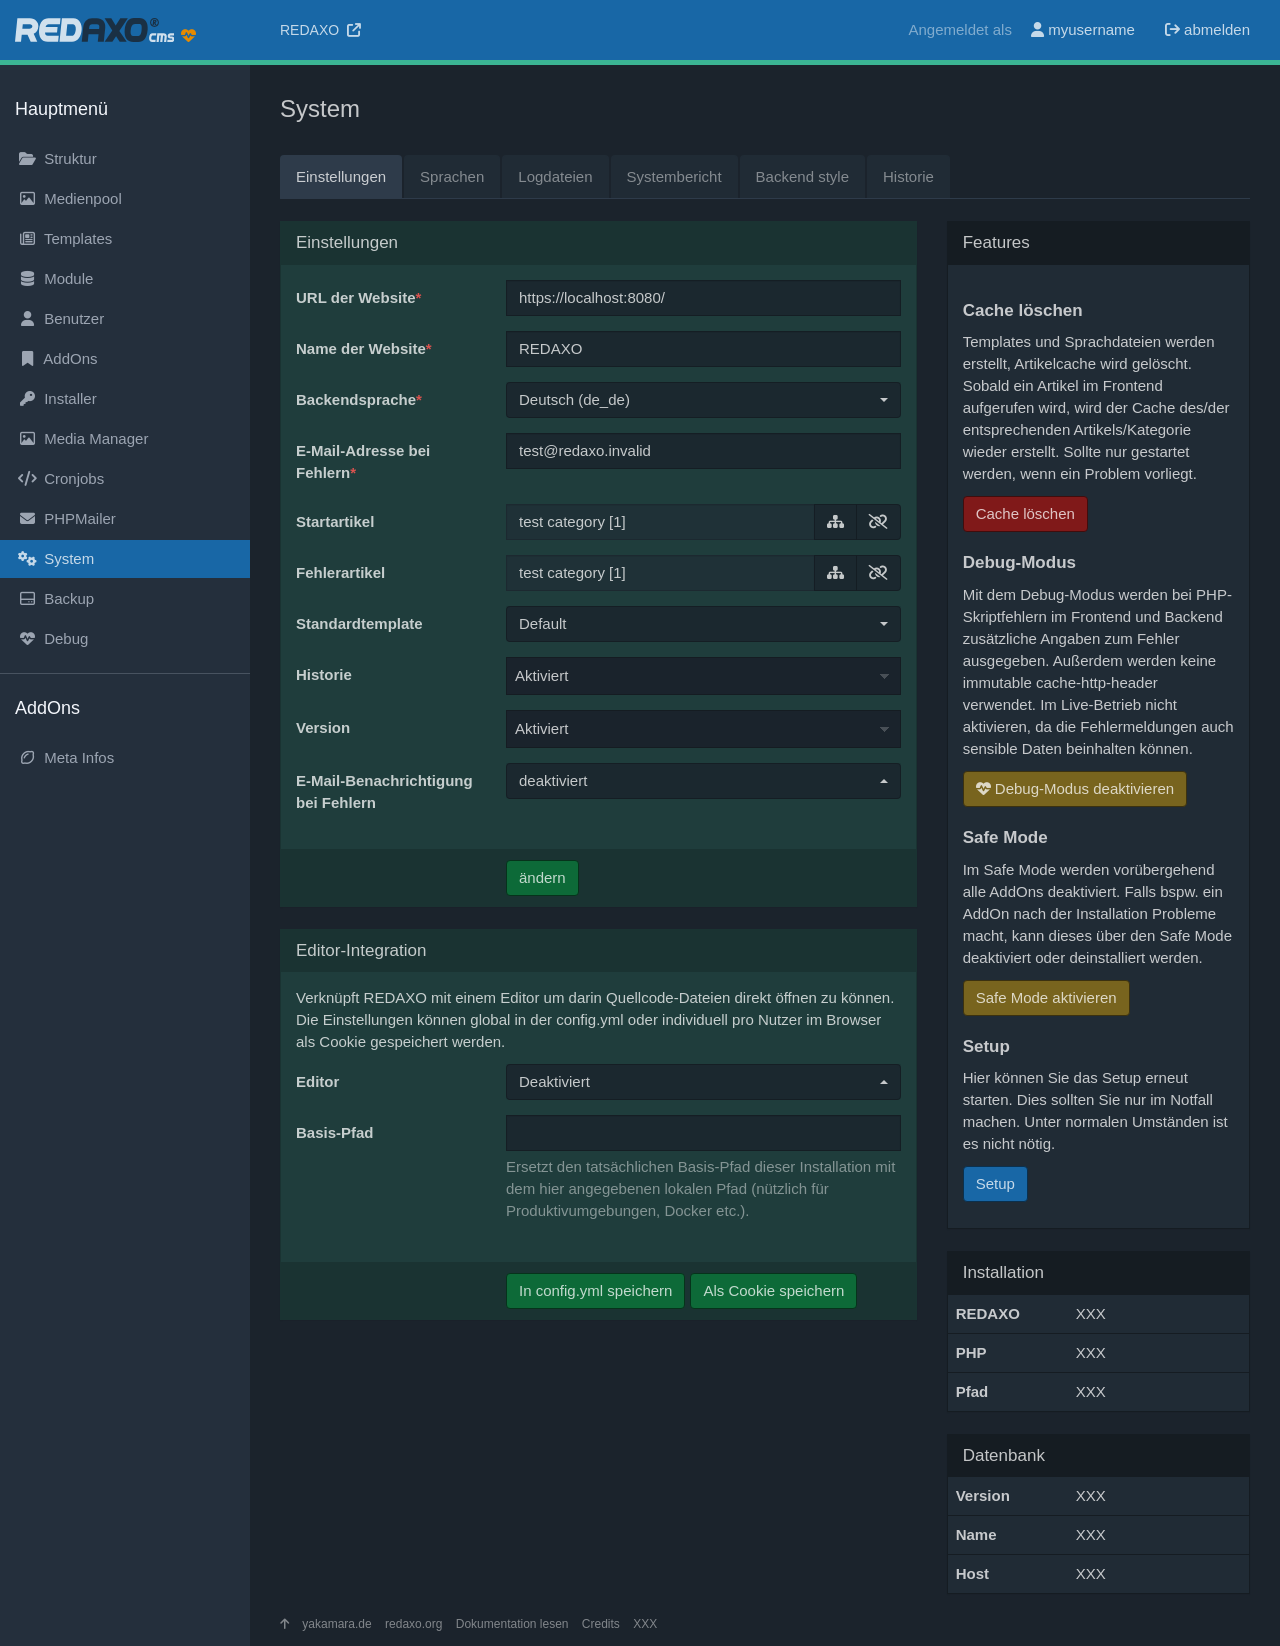 REDAXO® cms
REDAXO
Angemeldet als myusername abmelden
Hauptmenü
Struktur
Medienpool
Templates
Module
Benutzer
AddOns
Installer
Media Manager
Cronjobs
PHPMailer
System
Backup
Debug
AddOns
Meta Infos
System
Einstellungen Sprachen Logdateien Systembericht Backend style Historie
Einstellungen
URL der Website* https://localhost:8080/
Name der Website* REDAXO
Backendsprache* Deutsch (de_de)
E-Mail-Adresse bei
Fehlern*
test@redaxo.invalid
Startartikel test category [1]
Fehlerartikel test category [1]
Standardtemplate Default
Historie Aktiviert
Version Aktiviert
E-Mail-Benachrichtigung
bei Fehlern
deaktiviert
ändern
Editor-Integration
Verknüpft REDAXO mit einem Editor um darin Quellcode-Dateien direkt öffnen zu können.
Die Einstellungen können global in der config.yml oder individuell pro Nutzer im Browser
als Cookie gespeichert werden.
Editor Deaktiviert
Basis-Pfad
Ersetzt den tatsächlichen Basis-Pfad dieser Installation mit
dem hier angegebenen lokalen Pfad (nützlich für
Produktivumgebungen, Docker etc.).
In config.yml speichern Als Cookie speichern
Features
Cache löschen
Templates und Sprachdateien werden
erstellt, Artikelcache wird gelöscht.
Sobald ein Artikel im Frontend
aufgerufen wird, wird der Cache des/der
entsprechenden Artikels/Kategorie
wieder erstellt. Sollte nur gestartet
werden, wenn ein Problem vorliegt.
Cache löschen
Debug-Modus
Mit dem Debug-Modus werden bei PHP-
Skriptfehlern im Frontend und Backend
zusätzliche Angaben zum Fehler
ausgegeben. Außerdem werden keine
immutable cache-http-header
verwendet. Im Live-Betrieb nicht
aktivieren, da die Fehlermeldungen auch
sensible Daten beinhalten können.
Debug-Modus deaktivieren
Safe Mode
Im Safe Mode werden vorübergehend
alle AddOns deaktiviert. Falls bspw. ein
AddOn nach der Installation Probleme
macht, kann dieses über den Safe Mode
deaktiviert oder deinstalliert werden.
Safe Mode aktivieren
Setup
Hier können Sie das Setup erneut
starten. Dies sollten Sie nur im Notfall
machen. Unter normalen Umständen ist
es nicht nötig.
Setup
Installation
REDAXO XXX
PHP XXX
Pfad XXX
Datenbank
Version XXX
Name XXX
Host XXX
yakamara.de redaxo.org Dokumentation lesen Credits XXX